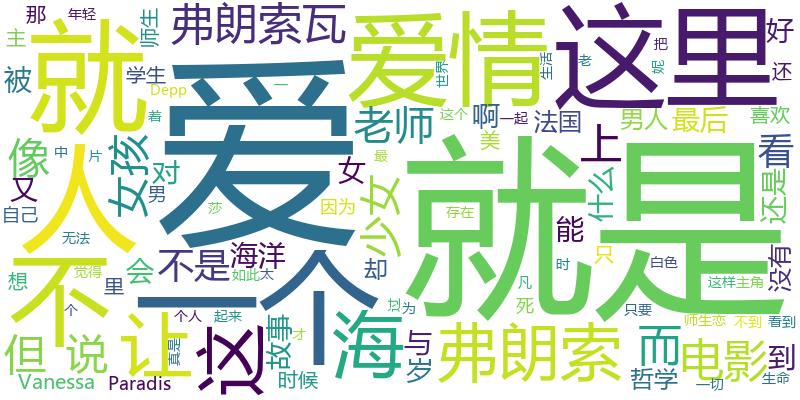 那
年轻
师生
弗朗索瓦
爱情
这里
好
主
就
爱
世界
生活
把
老
妮
还
被
学生
Depp
一
老师
这个
啊
一起
法国
男人
最后
喜欢
着
美
像
中
片
女孩
对
女
少女
最
就是
上
什么
看
还是
又
人
男
莎
因为
存在
能
只
自己
无法
不是
海洋
却
时
白色
这样
主角
没有
想
觉得
不
里
会
一个
如此
太
过
凡
死
为
只要
个
个人
起来
但
说
让
真是
这
故事
才
海
与
岁
弗朗索
而
师生恋
不到
看到
电影
到
时候
哲学
一切
生命
Vanessa
Paradis